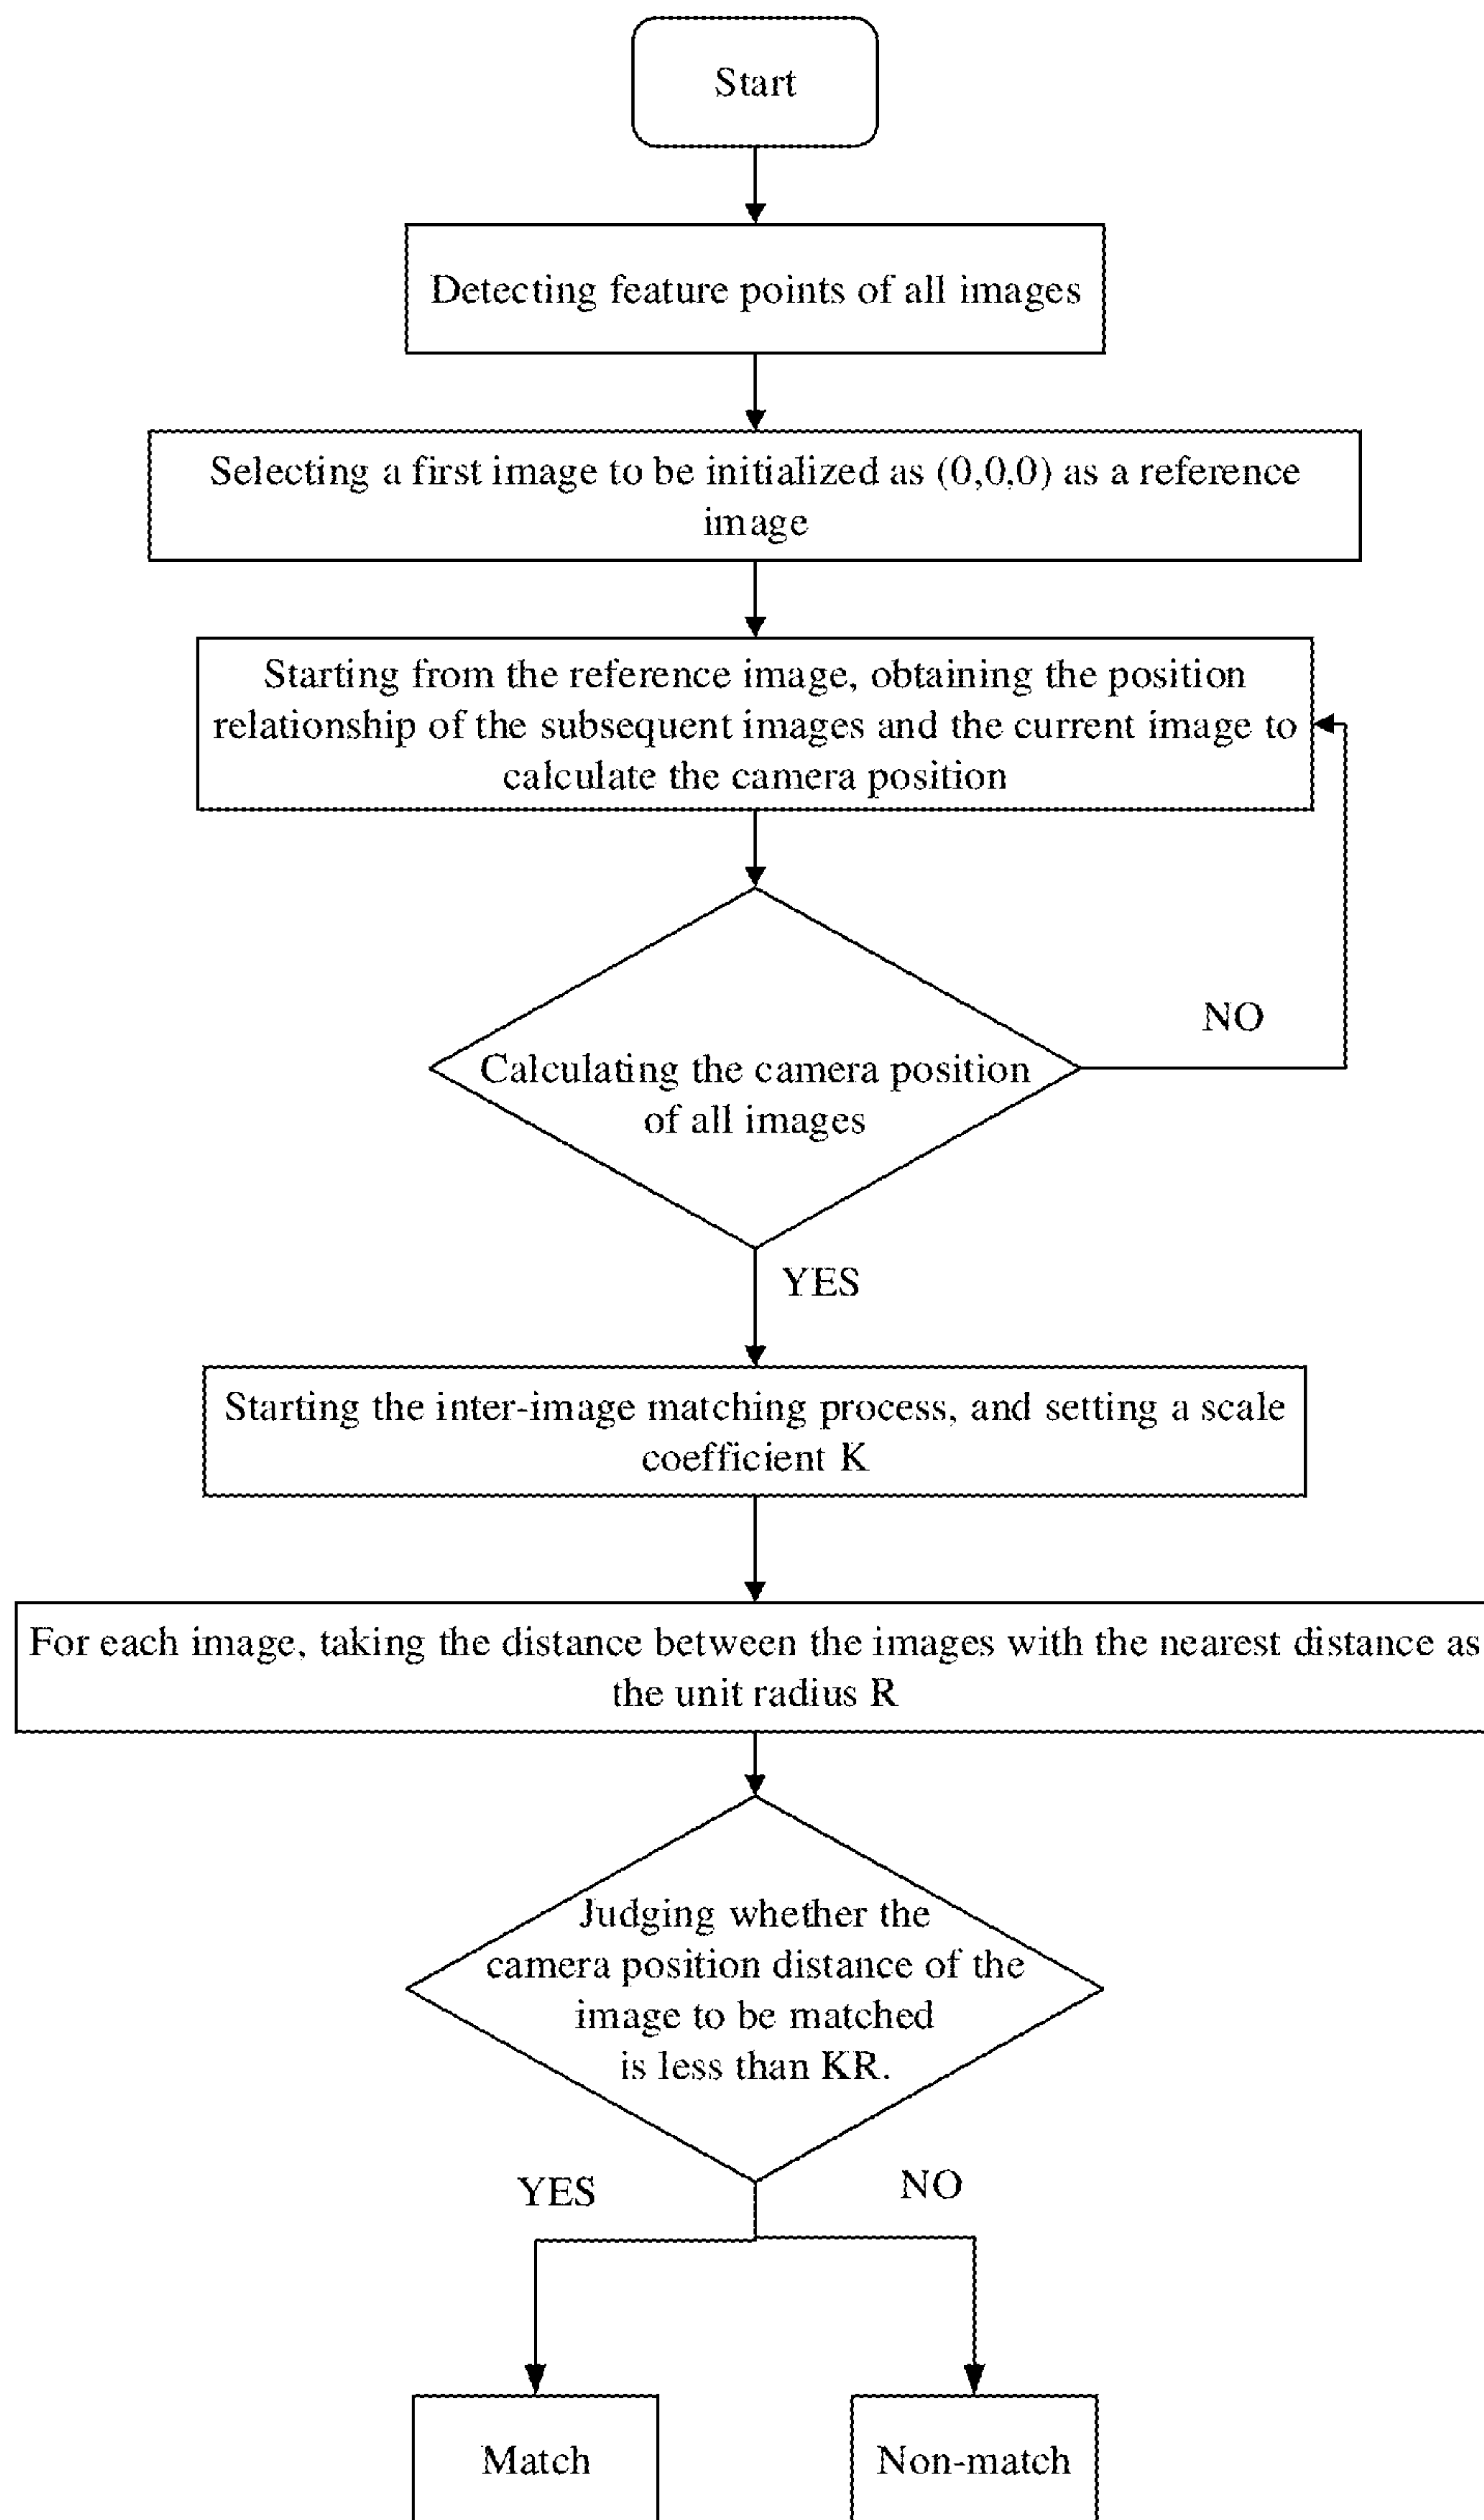 Start
Detecting feature points of all images
Selecting a first image to be initialized as (0,0,0) as a reference
image
Starting from the reference image, obtaining the position
relationship of the subsequent images and the current image to
calculate the camera position
NO
Calculating the camera position
of all images
YES
Starting the inter-image matching process, and setting a scale
coefficient K
For each image, taking the distance between the images with the nearest distance as
the unit radius R
Judging whether the
camera position distance of the
image to be matched
is less than KR.
YES
NO
Match
Non-match